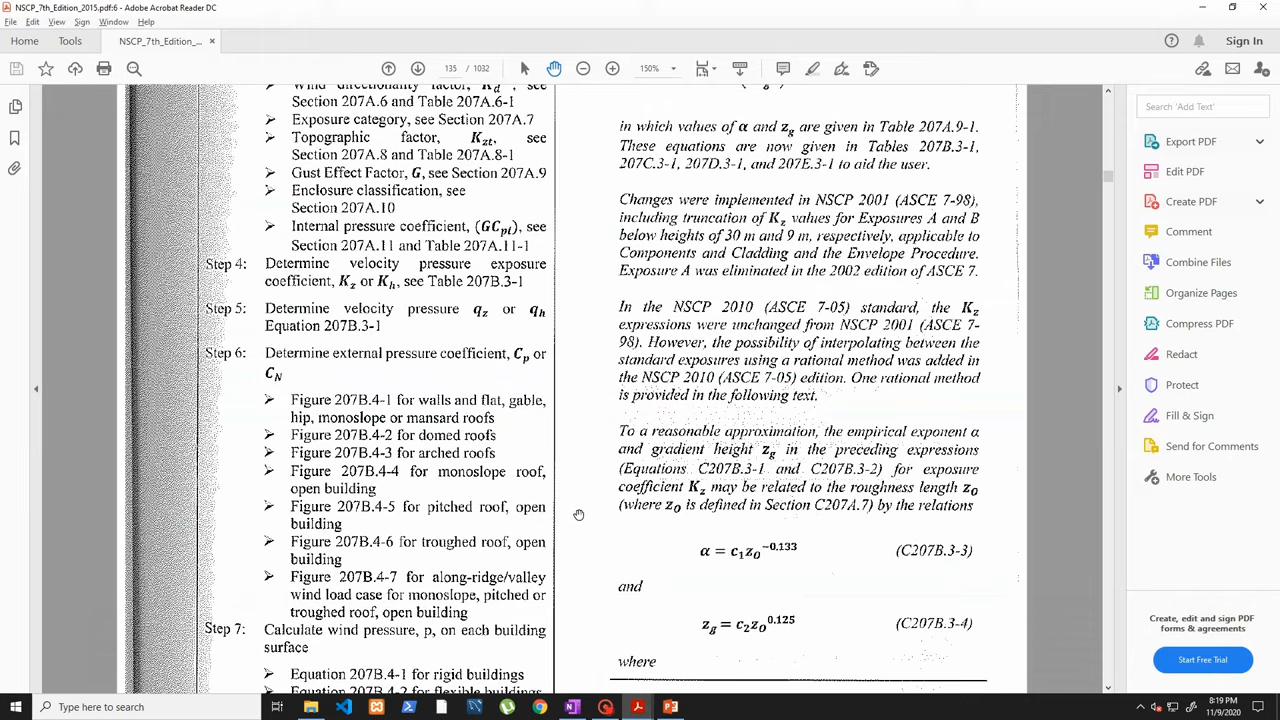 NSCP_7th_Edition_2015.pdf:6 - Adobe Acrobat Reader DC
File Edit View Sign Window Help
Home Tools NSCP_7th_Edition_... × Sign In
135 / 1032 150%
Wind directionality factor, Kd , see
Section 207A.6 and Table 207A.6-1
➢ Exposure category, see Section 207A.7
➢ Topographic factor, Kzt, see
Section 207A.8 and Table 207A.8-1
➢ Gust Effect Factor, G, see Section 207A.9
➢ Enclosure classification, see
Section 207A.10
➢ Internal pressure coefficient, (GCpi), see
Section 207A.11 and Table 207A.11-1
Step 4: Determine velocity pressure exposure
coefficient, Kz or Kh, see Table 207B.3-1
Step 5: Determine velocity pressure qz or qh
Equation 207B.3-1
Step 6: Determine external pressure coefficient, Cp or
CN
➢ Figure 207B.4-1 for walls and flat, gable,
hip, monoslope or mansard roofs
➢ Figure 207B.4-2 for domed roofs
➢ Figure 207B.4-3 for arched roofs
➢ Figure 207B.4-4 for monoslope roof,
open building
➢ Figure 207B.4-5 for pitched roof, open
building
➢ Figure 207B.4-6 for troughed roof, open
building
➢ Figure 207B.4-7 for along-ridge/valley
wind load case for monoslope, pitched or
troughed roof, open building
Step 7: Calculate wind pressure, p, on each building
surface
➢ Equation 207B.4-1 for rigid buildings
Equation 207B.4-2 for flexible buildings
in which values of α and zg are given in Table 207A.9-1.
These equations are now given in Tables 207B.3-1,
207C.3-1, 207D.3-1, and 207E.3-1 to aid the user.
Changes were implemented in NSCP 2001 (ASCE 7-98),
including truncation of Kz values for Exposures A and B
below heights of 30 m and 9 m, respectively, applicable to
Components and Cladding and the Envelope Procedure.
Exposure A was eliminated in the 2002 edition of ASCE 7.
In the NSCP 2010 (ASCE 7-05) standard, the Kz
expressions were unchanged from NSCP 2001 (ASCE 7-
98). However, the possibility of interpolating between the
standard exposures using a rational method was added in
the NSCP 2010 (ASCE 7-05) edition. One rational method
is provided in the following text.
To a reasonable approximation, the empirical exponent α
and gradient height zg in the preceding expressions
(Equations C207B.3-1 and C207B.3-2) for exposure
coefficient Kz may be related to the roughness length zo
(where zo is defined in Section C207A.7) by the relations
α = c1zo^-0.133 (C207B.3-3)
and
zg = c2zo^0.125 (C207B.3-4)
where
Search 'Add Text'
Export PDF
Edit PDF
Create PDF
Comment
Combine Files
Organize Pages
Compress PDF
Redact
Protect
Fill & Sign
Send for Comments
More Tools
Create, edit and sign PDF
forms & agreements
Start Free Trial
Type here to search
8:19 PM
11/9/2020